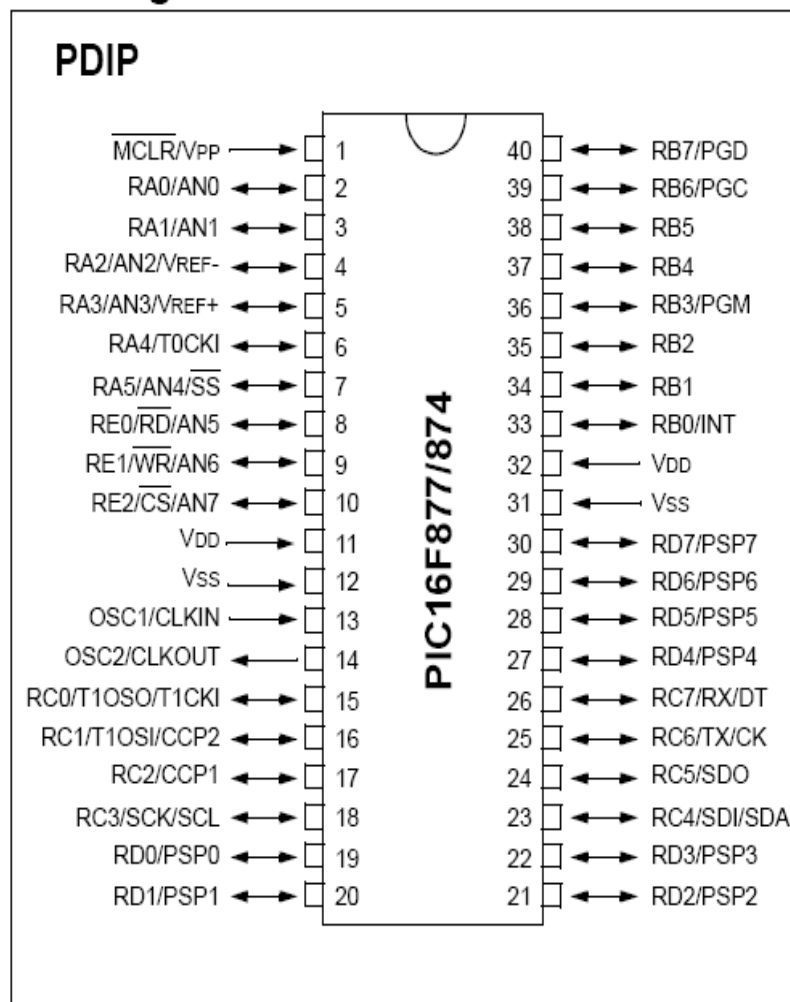 PDIP
MCLR/VPP 1 40 RB7/PGD
RA0/AN0 2 39 RB6/PGC
RA1/AN1 3 38 RB5
RA2/AN2/VREF- 4 37 RB4
RA3/AN3/VREF+ 5 36 RB3/PGM
RA4/T0CKI 6 35 RB2
RA5/AN4/SS 7 34 RB1
RE0/RD/AN5 8 33 RB0/INT
RE1/WR/AN6 9 32 VDD
RE2/CS/AN7 10 31 VSS
VDD 11 30 RD7/PSP7
VSS 12 29 RD6/PSP6
OSC1/CLKIN 13 28 RD5/PSP5
OSC2/CLKOUT 14 27 RD4/PSP4
RC0/T1OSO/T1CKI 15 26 RC7/RX/DT
RC1/T1OSI/CCP2 16 25 RC6/TX/CK
RC2/CCP1 17 24 RC5/SDO
RC3/SCK/SCL 18 23 RC4/SDI/SDA
RD0/PSP0 19 22 RD3/PSP3
RD1/PSP1 20 21 RD2/PSP2
PIC16F877/874